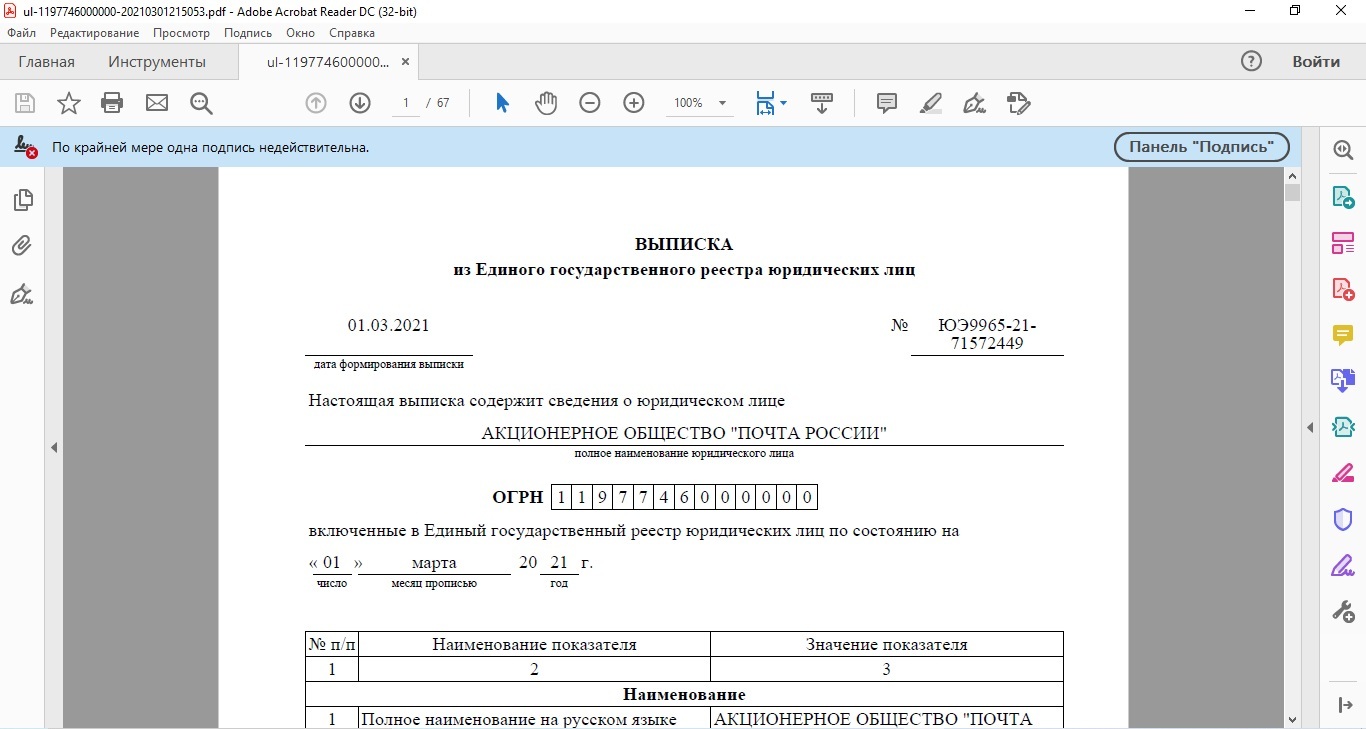 ul-1197746000000-20210301215053.pdf - Adobe Acrobat Reader DC (32-bit)
Файл Редактирование Просмотр Подпись Окно Справка
Главная Инструменты ul-119774600000... × Войти
1 / 67 100%
По крайней мере одна подпись недействительна. Панель "Подпись"
ВЫПИСКА
из Единого государственного реестра юридических лиц
01.03.2021 № ЮЭ9965-21-
71572449
дата формирования выписки
Настоящая выписка содержит сведения о юридическом лице
АКЦИОНЕРНОЕ ОБЩЕСТВО "ПОЧТА РОССИИ"
полное наименование юридического лица
ОГРН 1 1 9 7 7 4 6 0 0 0 0 0 0
включенные в Единый государственный реестр юридических лиц по состоянию на
« 01 » марта 20 21 г.
число месяц прописью год
№ п/п Наименование показателя Значение показателя
1 2 3
Наименование
1 Полное наименование на русском языке АКЦИОНЕРНОЕ ОБЩЕСТВО "ПОЧТА